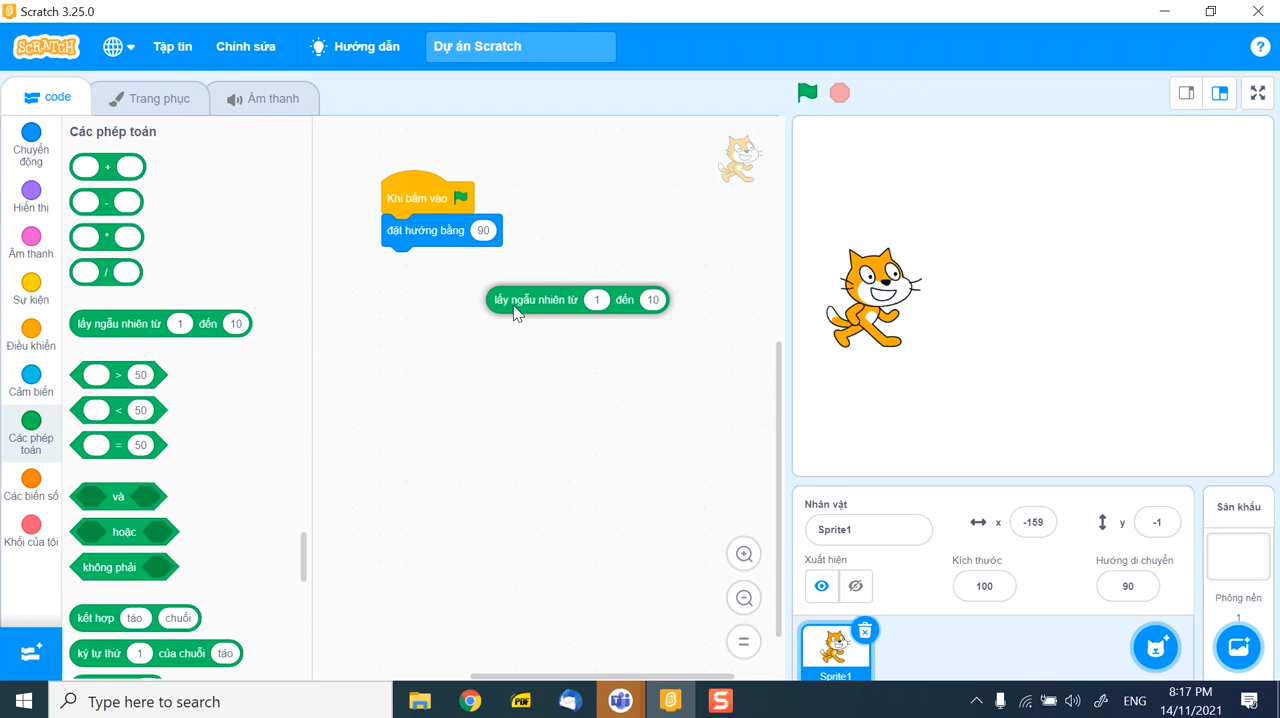 Scratch 3.25.0
SCRATCH
Tập tin
Chỉnh sửa
Hướng dẫn
Dự án Scratch
?
code
Trang phục
Âm thanh
Chuyển động
Hiển thị
Âm thanh
Sự kiện
Điều khiển
Cảm biến
Các phép toán
Các biến số
Khối của tôi
Các phép toán
+
-
*
/
lấy ngẫu nhiên từ 1 đến 10
> 50
< 50
= 50
và
hoặc
không phải
kết hợp táo chuối
ký tự thứ 1 của chuỗi táo
Khi bấm vào
đặt hướng bằng 90
lấy ngẫu nhiên từ 1 đến 10
Nhân vật
Sprite1
x -159
y -1
Xuất hiện
Kích thước
100
Hướng di chuyển
90
Sprite1
Sân khấu
Phông nền
1
Type here to search
PDF
S
ENG
8:17 PM
14/11/2021